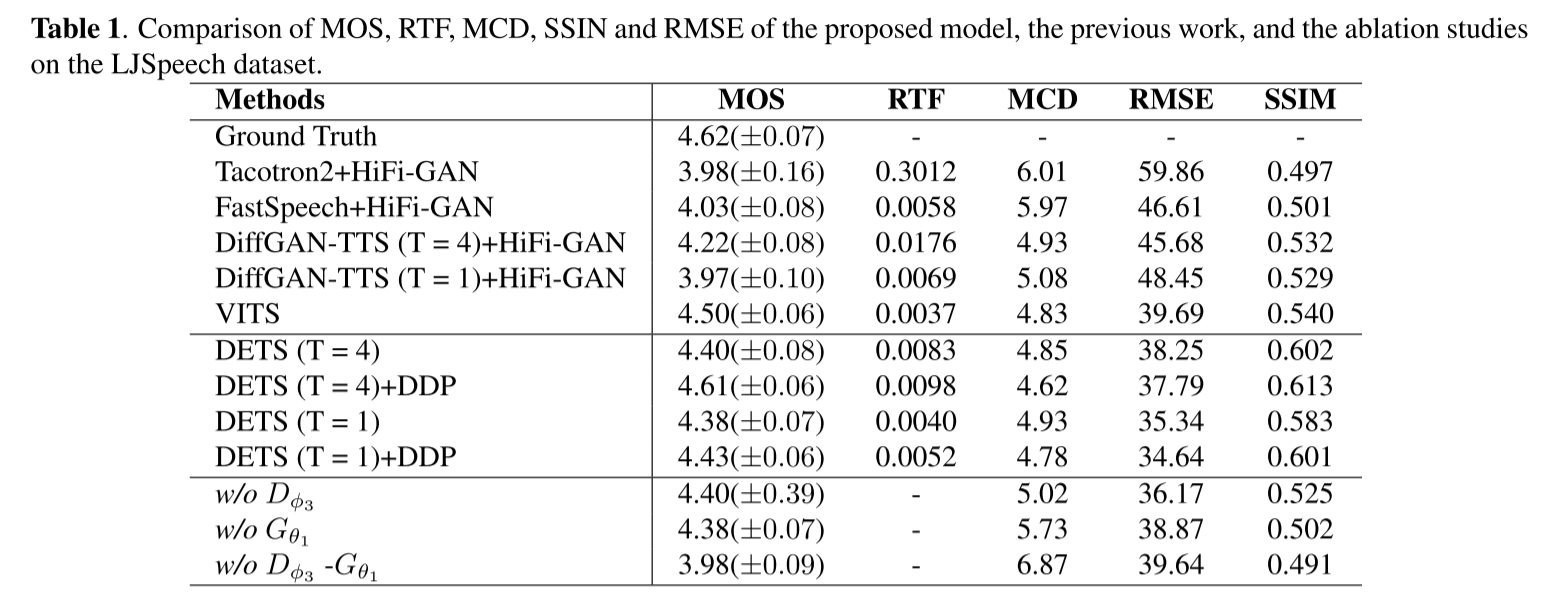 Table 1. Comparison of MOS, RTF, MCD, SSIN and RMSE of the proposed model, the previous work, and the ablation studies
on the LJSpeech dataset.
Methods MOS RTF MCD RMSE SSIM
Ground Truth 4.62(±0.07) - - - -
Tacotron2+HiFi-GAN 3.98(±0.16) 0.3012 6.01 59.86 0.497
FastSpeech+HiFi-GAN 4.03(±0.08) 0.0058 5.97 46.61 0.501
DiffGAN-TTS (T = 4)+HiFi-GAN 4.22(±0.08) 0.0176 4.93 45.68 0.532
DiffGAN-TTS (T = 1)+HiFi-GAN 3.97(±0.10) 0.0069 5.08 48.45 0.529
VITS 4.50(±0.06) 0.0037 4.83 39.69 0.540
DETS (T = 4) 4.40(±0.08) 0.0083 4.85 38.25 0.602
DETS (T = 4)+DDP 4.61(±0.06) 0.0098 4.62 37.79 0.613
DETS (T = 1) 4.38(±0.07) 0.0040 4.93 35.34 0.583
DETS (T = 1)+DDP 4.43(±0.06) 0.0052 4.78 34.64 0.601
w/o D_ϕ3 4.40(±0.39) - 5.02 36.17 0.525
w/o G_θ1 4.38(±0.07) - 5.73 38.87 0.502
w/o D_ϕ3 -G_θ1 3.98(±0.09) - 6.87 39.64 0.491